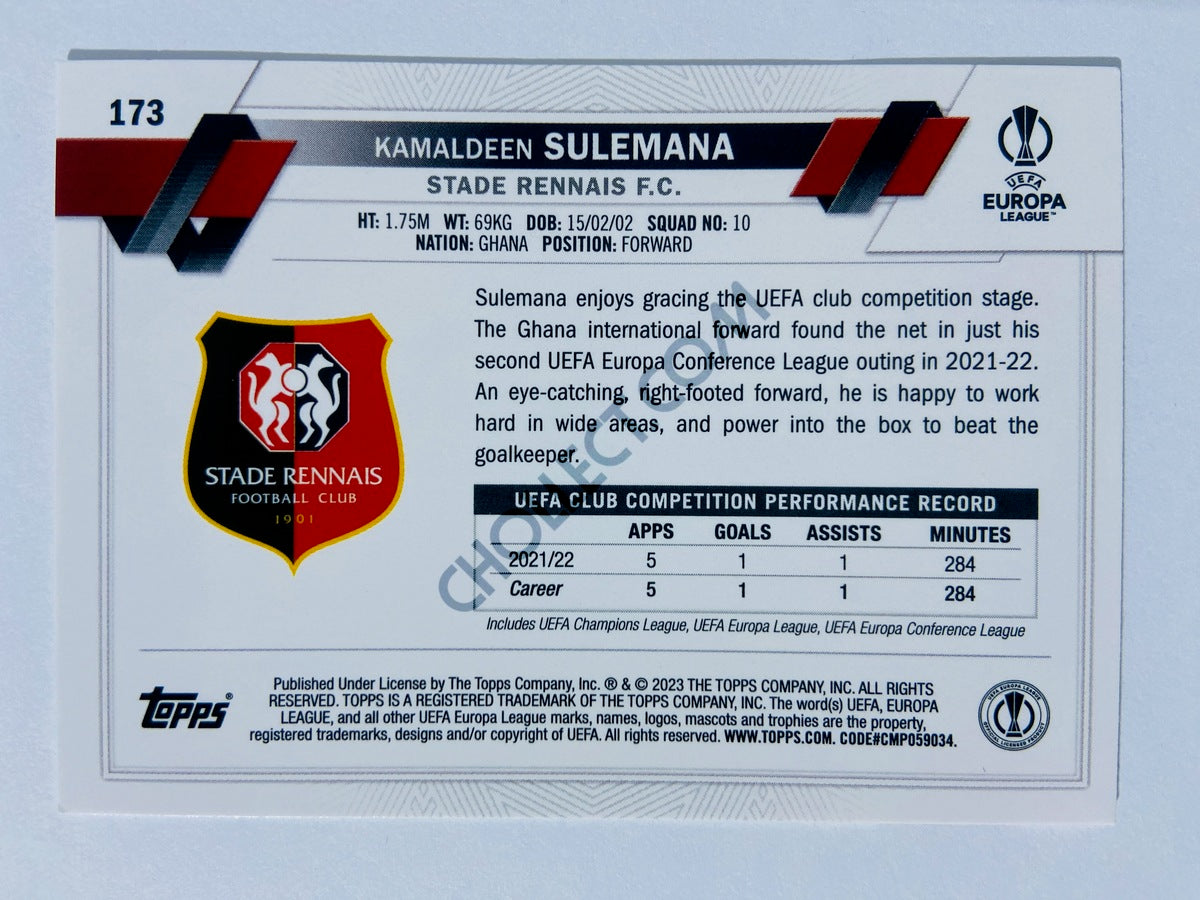 173
KAMALDEEN SULEMANA
STADE RENNAIS F.C.
HT: 1.75M WT: 69KG DOB: 15/02/02 SQUAD NO: 10
NATION: GHANA POSITION: FORWARD
UEFA
EUROPA
LEAGUE™
Sulemana enjoys gracing the UEFA club competition stage.
The Ghana international forward found the net in just his
second UEFA Europa Conference League outing in 2021-22.
An eye-catching, right-footed forward, he is happy to work
hard in wide areas, and power into the box to beat the
goalkeeper.
STADE RENNAIS
FOOTBALL CLUB
1901
UEFA CLUB COMPETITION PERFORMANCE RECORD
APPS GOALS ASSISTS MINUTES
2021/22 5 1 1 284
Career 5 1 1 284
Includes UEFA Champions League, UEFA Europa League, UEFA Europa Conference League
CHOLLECT.COM
Topps®
Published Under License by The Topps Company, Inc. ® & © 2023 THE TOPPS COMPANY, INC. ALL RIGHTS
RESERVED. TOPPS IS A REGISTERED TRADEMARK OF THE TOPPS COMPANY, INC. The word(s) UEFA, EUROPA
LEAGUE, and all other UEFA Europa League marks, names, logos, mascots and trophies are the property,
registered trademarks, designs and/or copyright of UEFA. All rights reserved. WWW.TOPPS.COM. CODE#CMP059034.
UEFA EUROPA LEAGUE
OFFICIAL LICENSED PRODUCT